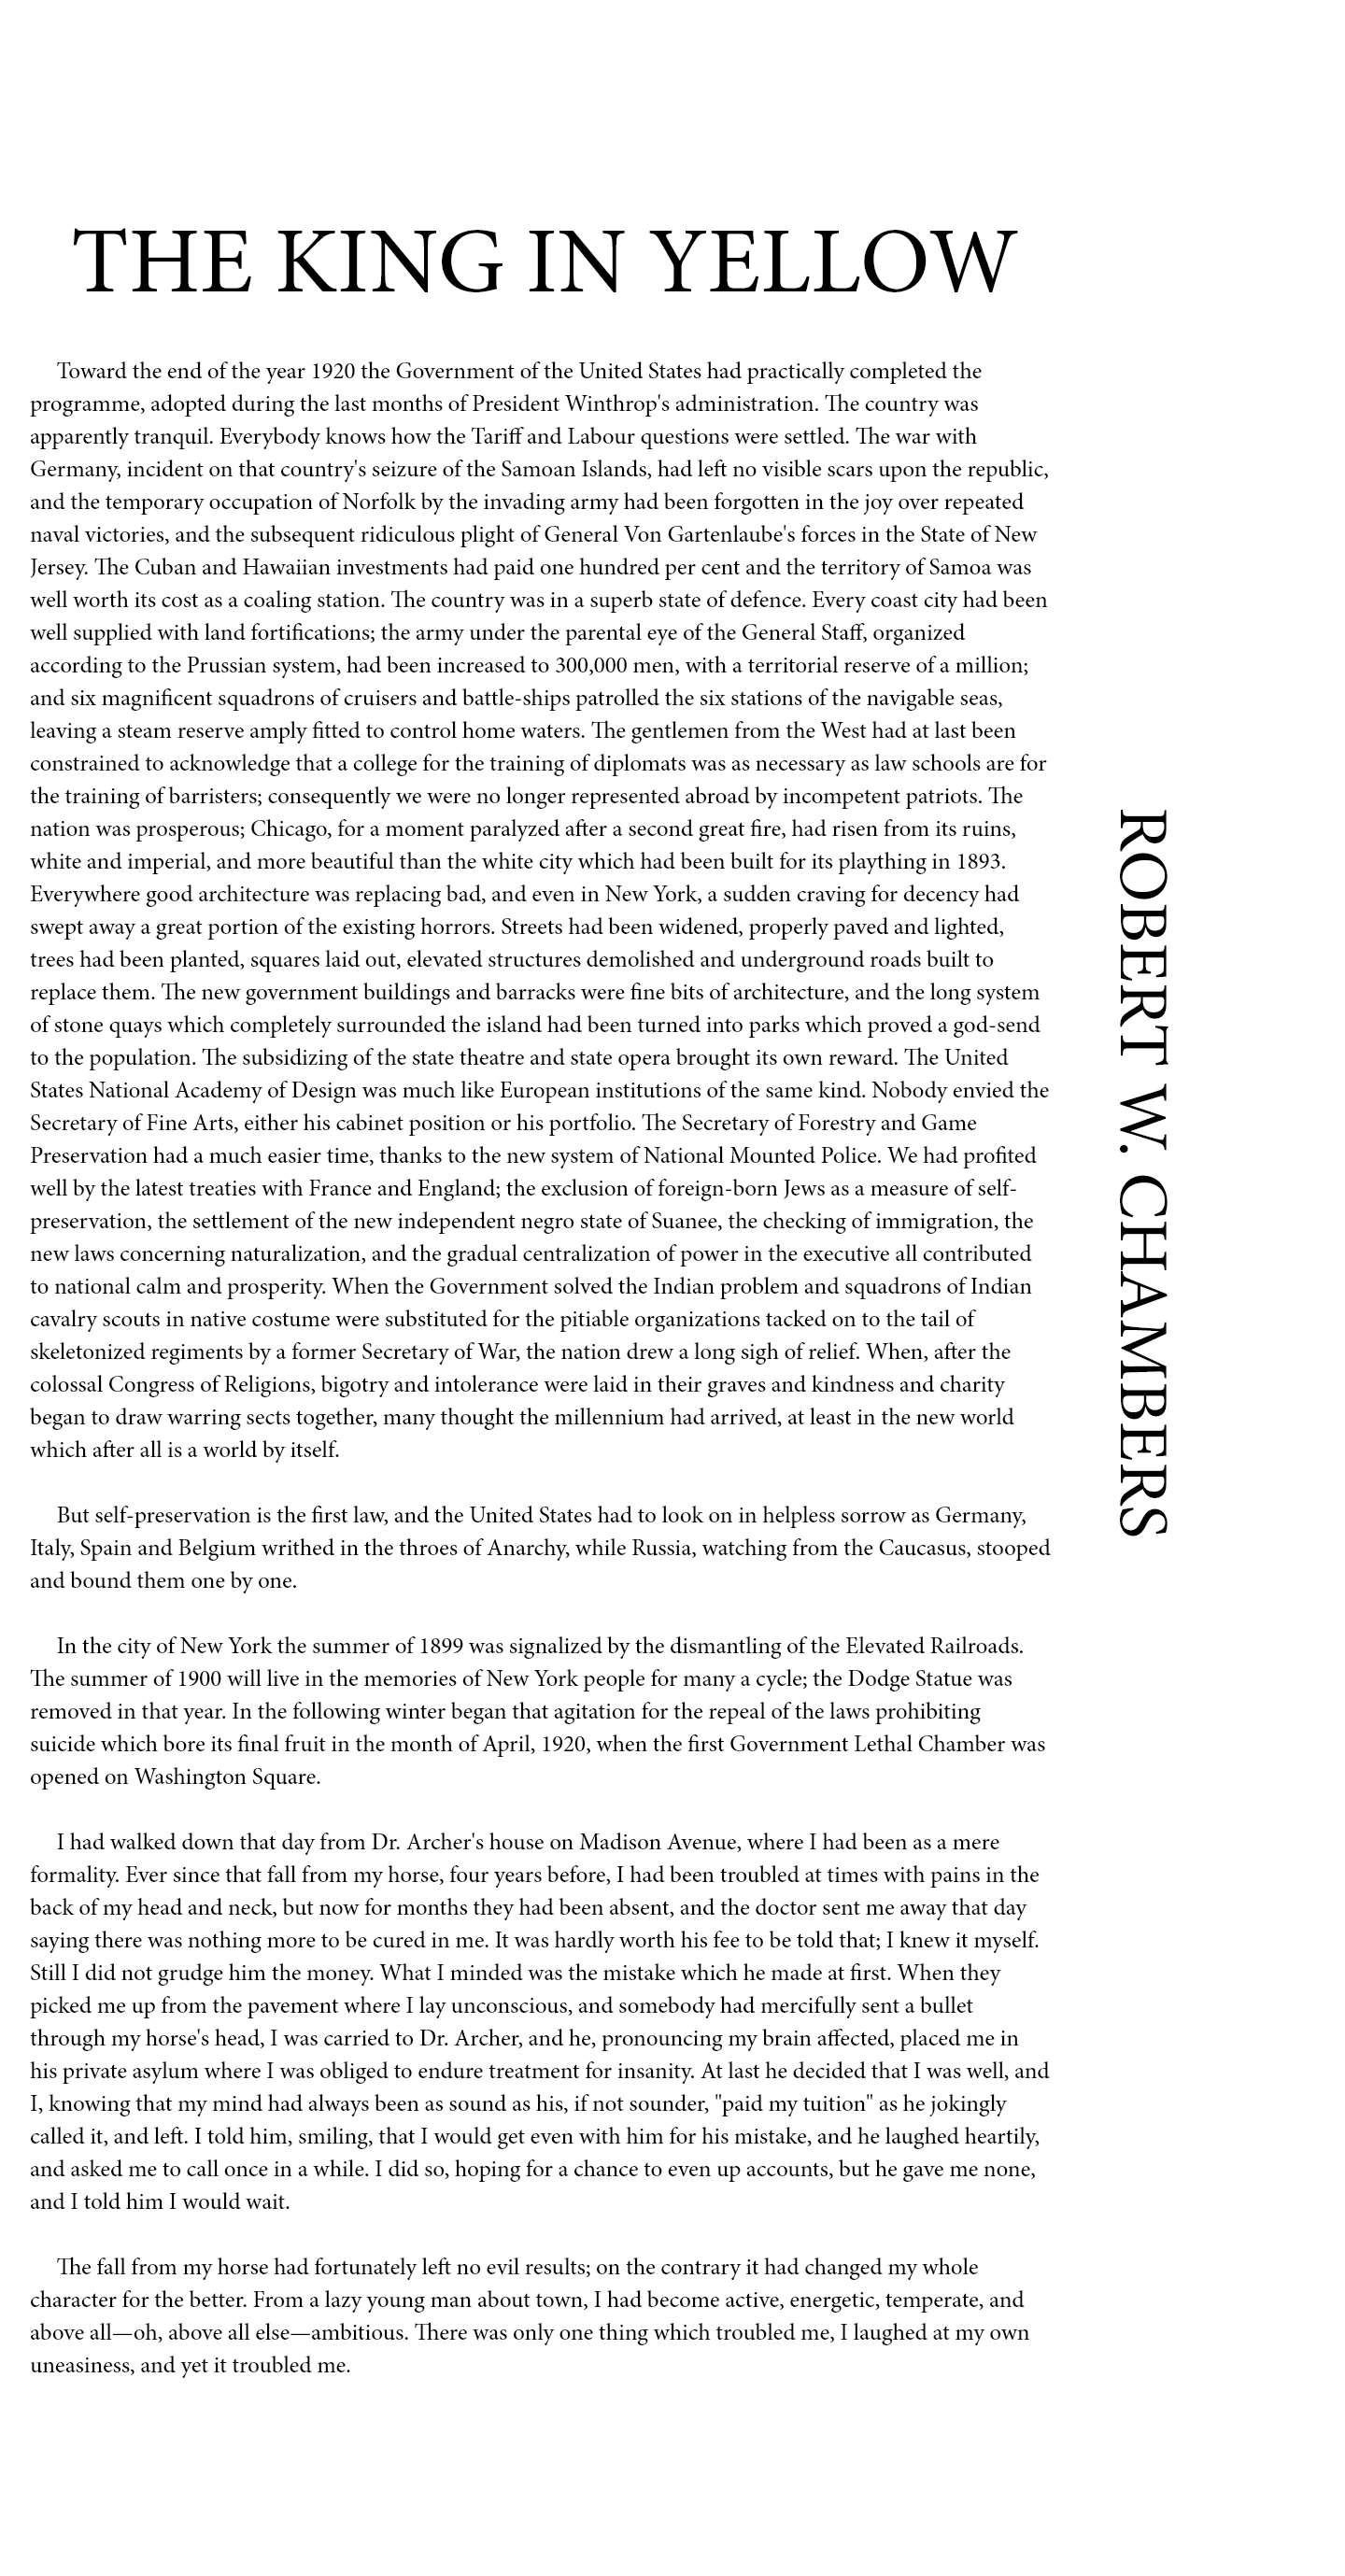 THE KING IN YELLOW
Toward the end of the year 1920 the Government of the United States had practically completed the
programme, adopted during the last months of President Winthrop's administration. The country was
apparently tranquil. Everybody knows how the Tariff and Labour questions were settled. The war with
Germany, incident on that country's seizure of the Samoan Islands, had left no visible scars upon the republic,
and the temporary occupation of Norfolk by the invading army had been forgotten in the joy over repeated
naval victories, and the subsequent ridiculous plight of General Von Gartenlaube's forces in the State of New
Jersey. The Cuban and Hawaiian investments had paid one hundred per cent and the territory of Samoa was
well worth its cost as a coaling station. The country was in a superb state of defence. Every coast city had been
well supplied with land fortifications; the army under the parental eye of the General Staff, organized
according to the Prussian system, had been increased to 300,000 men, with a territorial reserve of a million;
and six magnificent squadrons of cruisers and battle-ships patrolled the six stations of the navigable seas,
leaving a steam reserve amply fitted to control home waters. The gentlemen from the West had at last been
constrained to acknowledge that a college for the training of diplomats was as necessary as law schools are for
the training of barristers; consequently we were no longer represented abroad by incompetent patriots. The
nation was prosperous; Chicago, for a moment paralyzed after a second great fire, had risen from its ruins,
white and imperial, and more beautiful than the white city which had been built for its plaything in 1893.
Everywhere good architecture was replacing bad, and even in New York, a sudden craving for decency had
swept away a great portion of the existing horrors. Streets had been widened, properly paved and lighted,
trees had been planted, squares laid out, elevated structures demolished and underground roads built to
replace them. The new government buildings and barracks were fine bits of architecture, and the long system
of stone quays which completely surrounded the island had been turned into parks which proved a god-send
to the population. The subsidizing of the state theatre and state opera brought its own reward. The United
States National Academy of Design was much like European institutions of the same kind. Nobody envied the
Secretary of Fine Arts, either his cabinet position or his portfolio. The Secretary of Forestry and Game
Preservation had a much easier time, thanks to the new system of National Mounted Police. We had profited
well by the latest treaties with France and England; the exclusion of foreign-born Jews as a measure of self-
preservation, the settlement of the new independent negro state of Suanee, the checking of immigration, the
new laws concerning naturalization, and the gradual centralization of power in the executive all contributed
to national calm and prosperity. When the Government solved the Indian problem and squadrons of Indian
cavalry scouts in native costume were substituted for the pitiable organizations tacked on to the tail of
skeletonized regiments by a former Secretary of War, the nation drew a long sigh of relief. When, after the
colossal Congress of Religions, bigotry and intolerance were laid in their graves and kindness and charity
began to draw warring sects together, many thought the millennium had arrived, at least in the new world
which after all is a world by itself.
But self-preservation is the first law, and the United States had to look on in helpless sorrow as Germany,
Italy, Spain and Belgium writhed in the throes of Anarchy, while Russia, watching from the Caucasus, stooped
and bound them one by one.
In the city of New York the summer of 1899 was signalized by the dismantling of the Elevated Railroads.
The summer of 1900 will live in the memories of New York people for many a cycle; the Dodge Statue was
removed in that year. In the following winter began that agitation for the repeal of the laws prohibiting
suicide which bore its final fruit in the month of April, 1920, when the first Government Lethal Chamber was
opened on Washington Square.
I had walked down that day from Dr. Archer's house on Madison Avenue, where I had been as a mere
formality. Ever since that fall from my horse, four years before, I had been troubled at times with pains in the
back of my head and neck, but now for months they had been absent, and the doctor sent me away that day
saying there was nothing more to be cured in me. It was hardly worth his fee to be told that; I knew it myself.
Still I did not grudge him the money. What I minded was the mistake which he made at first. When they
picked me up from the pavement where I lay unconscious, and somebody had mercifully sent a bullet
through my horse's head, I was carried to Dr. Archer, and he, pronouncing my brain affected, placed me in
his private asylum where I was obliged to endure treatment for insanity. At last he decided that I was well, and
I, knowing that my mind had always been as sound as his, if not sounder, "paid my tuition" as he jokingly
called it, and left. I told him, smiling, that I would get even with him for his mistake, and he laughed heartily,
and asked me to call once in a while. I did so, hoping for a chance to even up accounts, but he gave me none,
and I told him I would wait.
The fall from my horse had fortunately left no evil results; on the contrary it had changed my whole
character for the better. From a lazy young man about town, I had become active, energetic, temperate, and
above all—oh, above all else—ambitious. There was only one thing which troubled me, I laughed at my own
uneasiness, and yet it troubled me.
ROBERT W. CHAMBERS